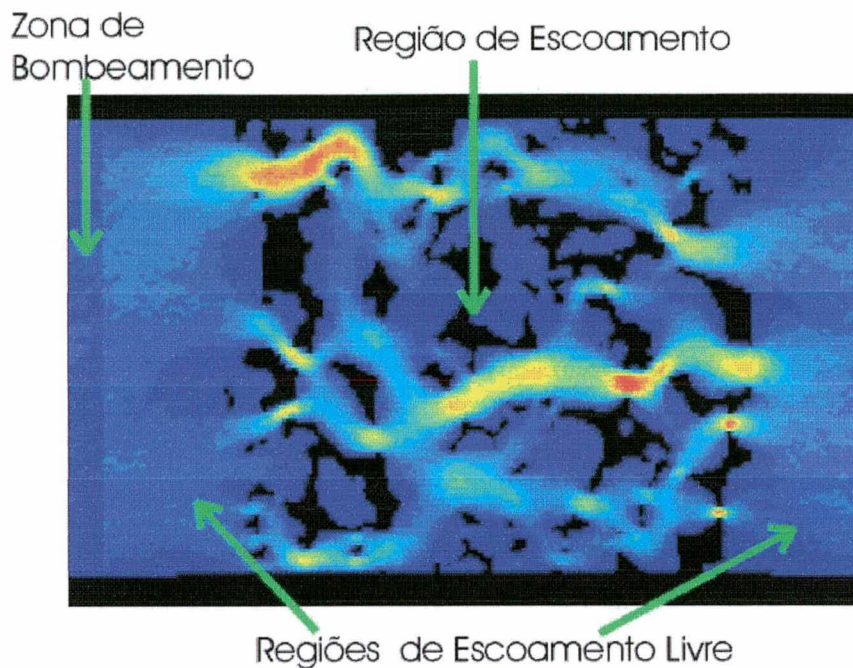 Zona de
Bombeamento
Região de Escoamento
Regiões de Escoamento Livre